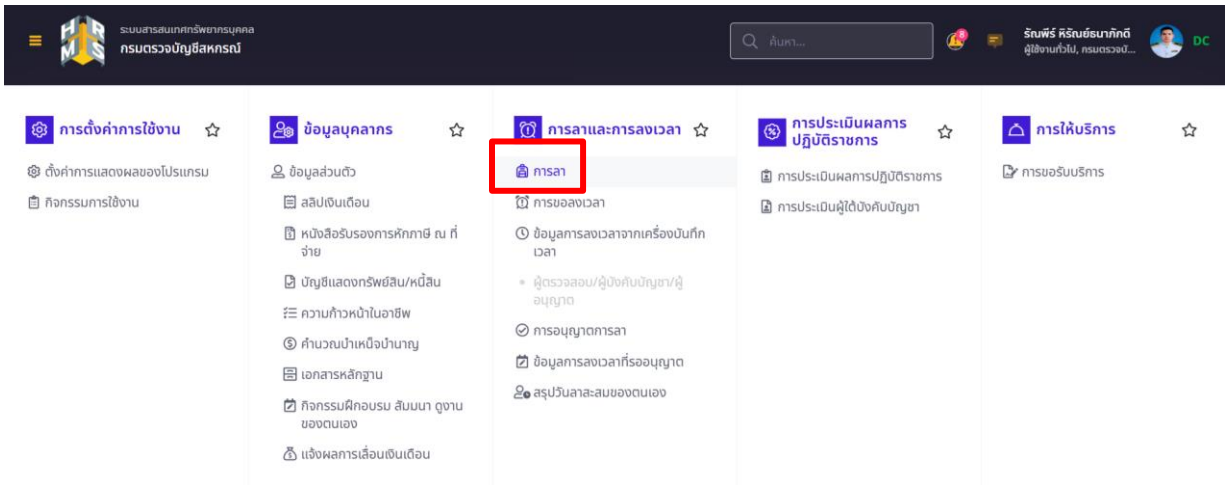 HR
MIS
ระบบสารสนเทศทรัพยากรบุคคล
กรมตรวจบัญชีสหกรณ์
ค้นหา...
8
รัณพีร์ หิรัณย์ธนาภักดี
ผู้ใช้งานทั่วไป, กรมตรวจบั...
DC
การตั้งค่าการใช้งาน
ตั้งค่าการแสดงผลของโปรแกรม
กิจกรรมการใช้งาน
ข้อมูลบุคลากร
ข้อมูลส่วนตัว
สลิปเงินเดือน
หนังสือรับรองการหักภาษี ณ ที่
จ่าย
บัญชีแสดงทรัพย์สิน/หนี้สิน
ความก้าวหน้าในอาชีพ
คำนวณบำเหน็จบำนาญ
เอกสารหลักฐาน
กิจกรรมฝึกอบรม สัมมนา ดูงาน
ของตนเอง
แจ้งผลการเลื่อนเงินเดือน
การลาและการลงเวลา
การลา
การขอลงเวลา
ข้อมูลการลงเวลาจากเครื่องบันทึก
เวลา
ผู้ตรวจสอบ/ผู้บังคับบัญชา/ผู้
อนุญาต
การอนุญาตการลา
ข้อมูลการลงเวลาที่รออนุญาต
สรุปวันลาสะสมของตนเอง
การประเมินผลการ
ปฏิบัติราชการ
การประเมินผลการปฏิบัติราชการ
การประเมินผู้ใต้บังคับบัญชา
การให้บริการ
การขอรับบริการ